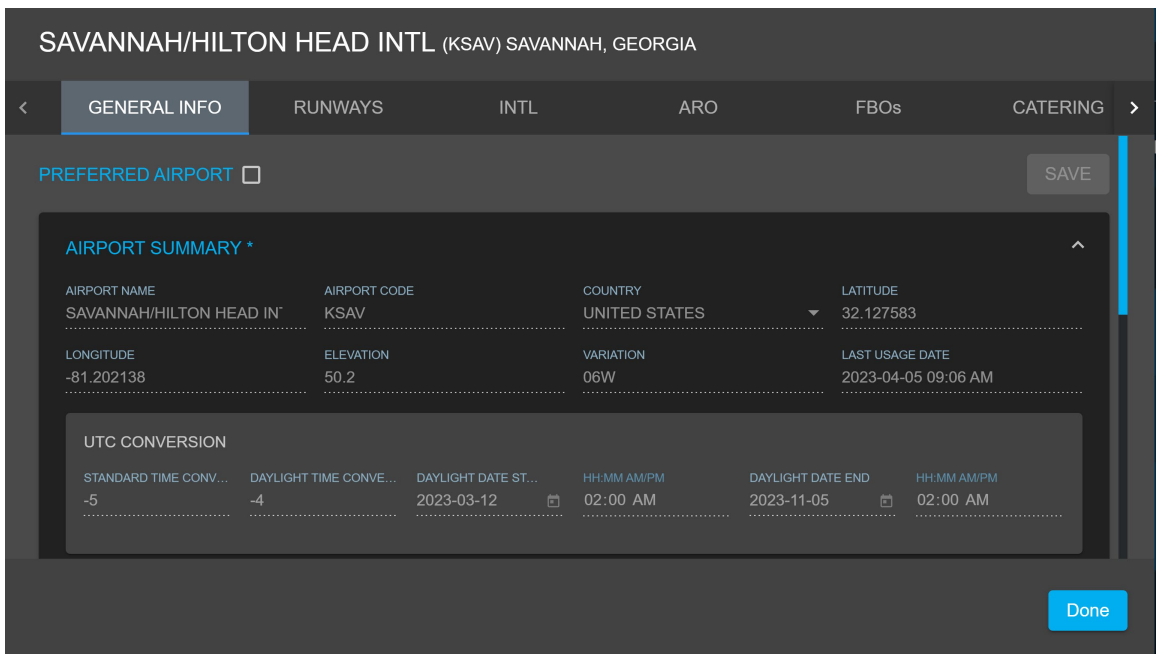 SAVANNAH/HILTON HEAD INTL (KSAV) SAVANNAH, GEORGIA
GENERAL INFO RUNWAYS INTL ARO FBOs CATERING
PREFERRED AIRPORT SAVE
AIRPORT SUMMARY *
AIRPORT NAME AIRPORT CODE COUNTRY LATITUDE
SAVANNAH/HILTON HEAD IN KSAV UNITED STATES 32.127583
LONGITUDE ELEVATION VARIATION LAST USAGE DATE
-81.202138 50.2 06W 2023-04-05 09:06 AM
UTC CONVERSION
STANDARD TIME CONV... DAYLIGHT TIME CONVE... DAYLIGHT DATE ST... HH:MM AM/PM DAYLIGHT DATE END HH:MM AM/PM
-5 -4 2023-03-12 02:00 AM 2023-11-05 02:00 AM
Done